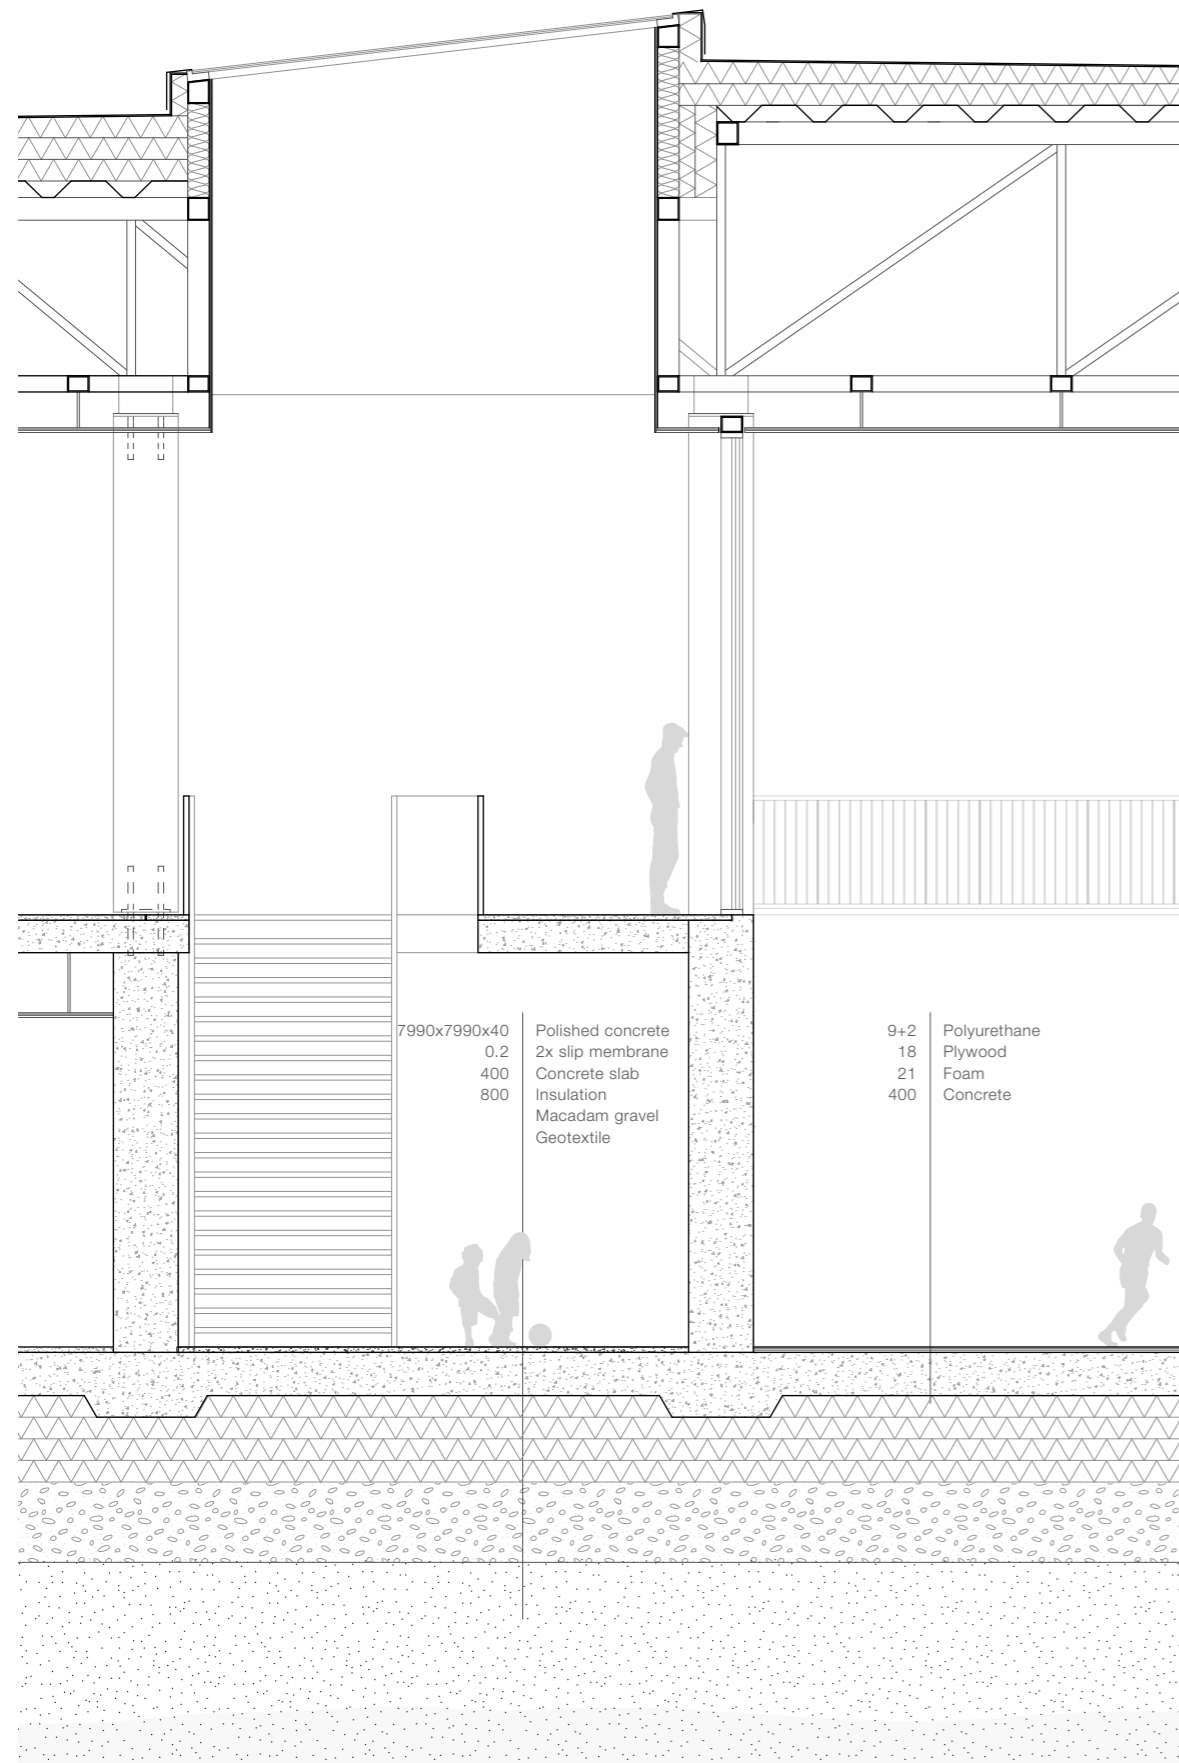 7990x7990x40 Polished concrete
0.2 2x slip membrane
400 Concrete slab
800 Insulation
Macadam gravel
Geotextile
9+2 Polyurethane
18 Plywood
21 Foam
400 Concrete